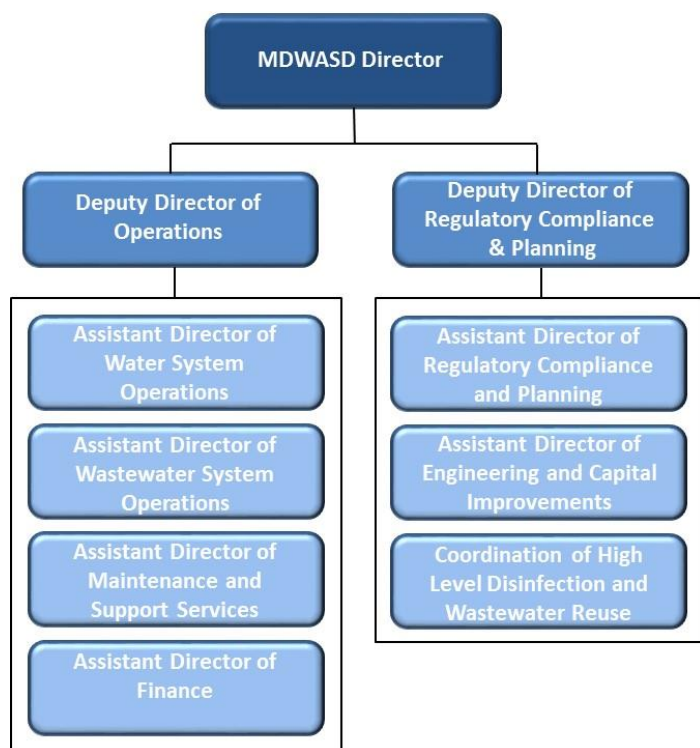 MDWASD Director
Deputy Director of
Operations
Deputy Director of
Regulatory Compliance
& Planning
Assistant Director of
Water System
Operations
Assistant Director of
Wastewater System
Operations
Assistant Director of
Maintenance and
Support Services
Assistant Director of
Finance
Assistant Director of
Regulatory Compliance
and Planning
Assistant Director of
Engineering and Capital
Improvements
Coordination of High
Level Disinfection and
Wastewater Reuse